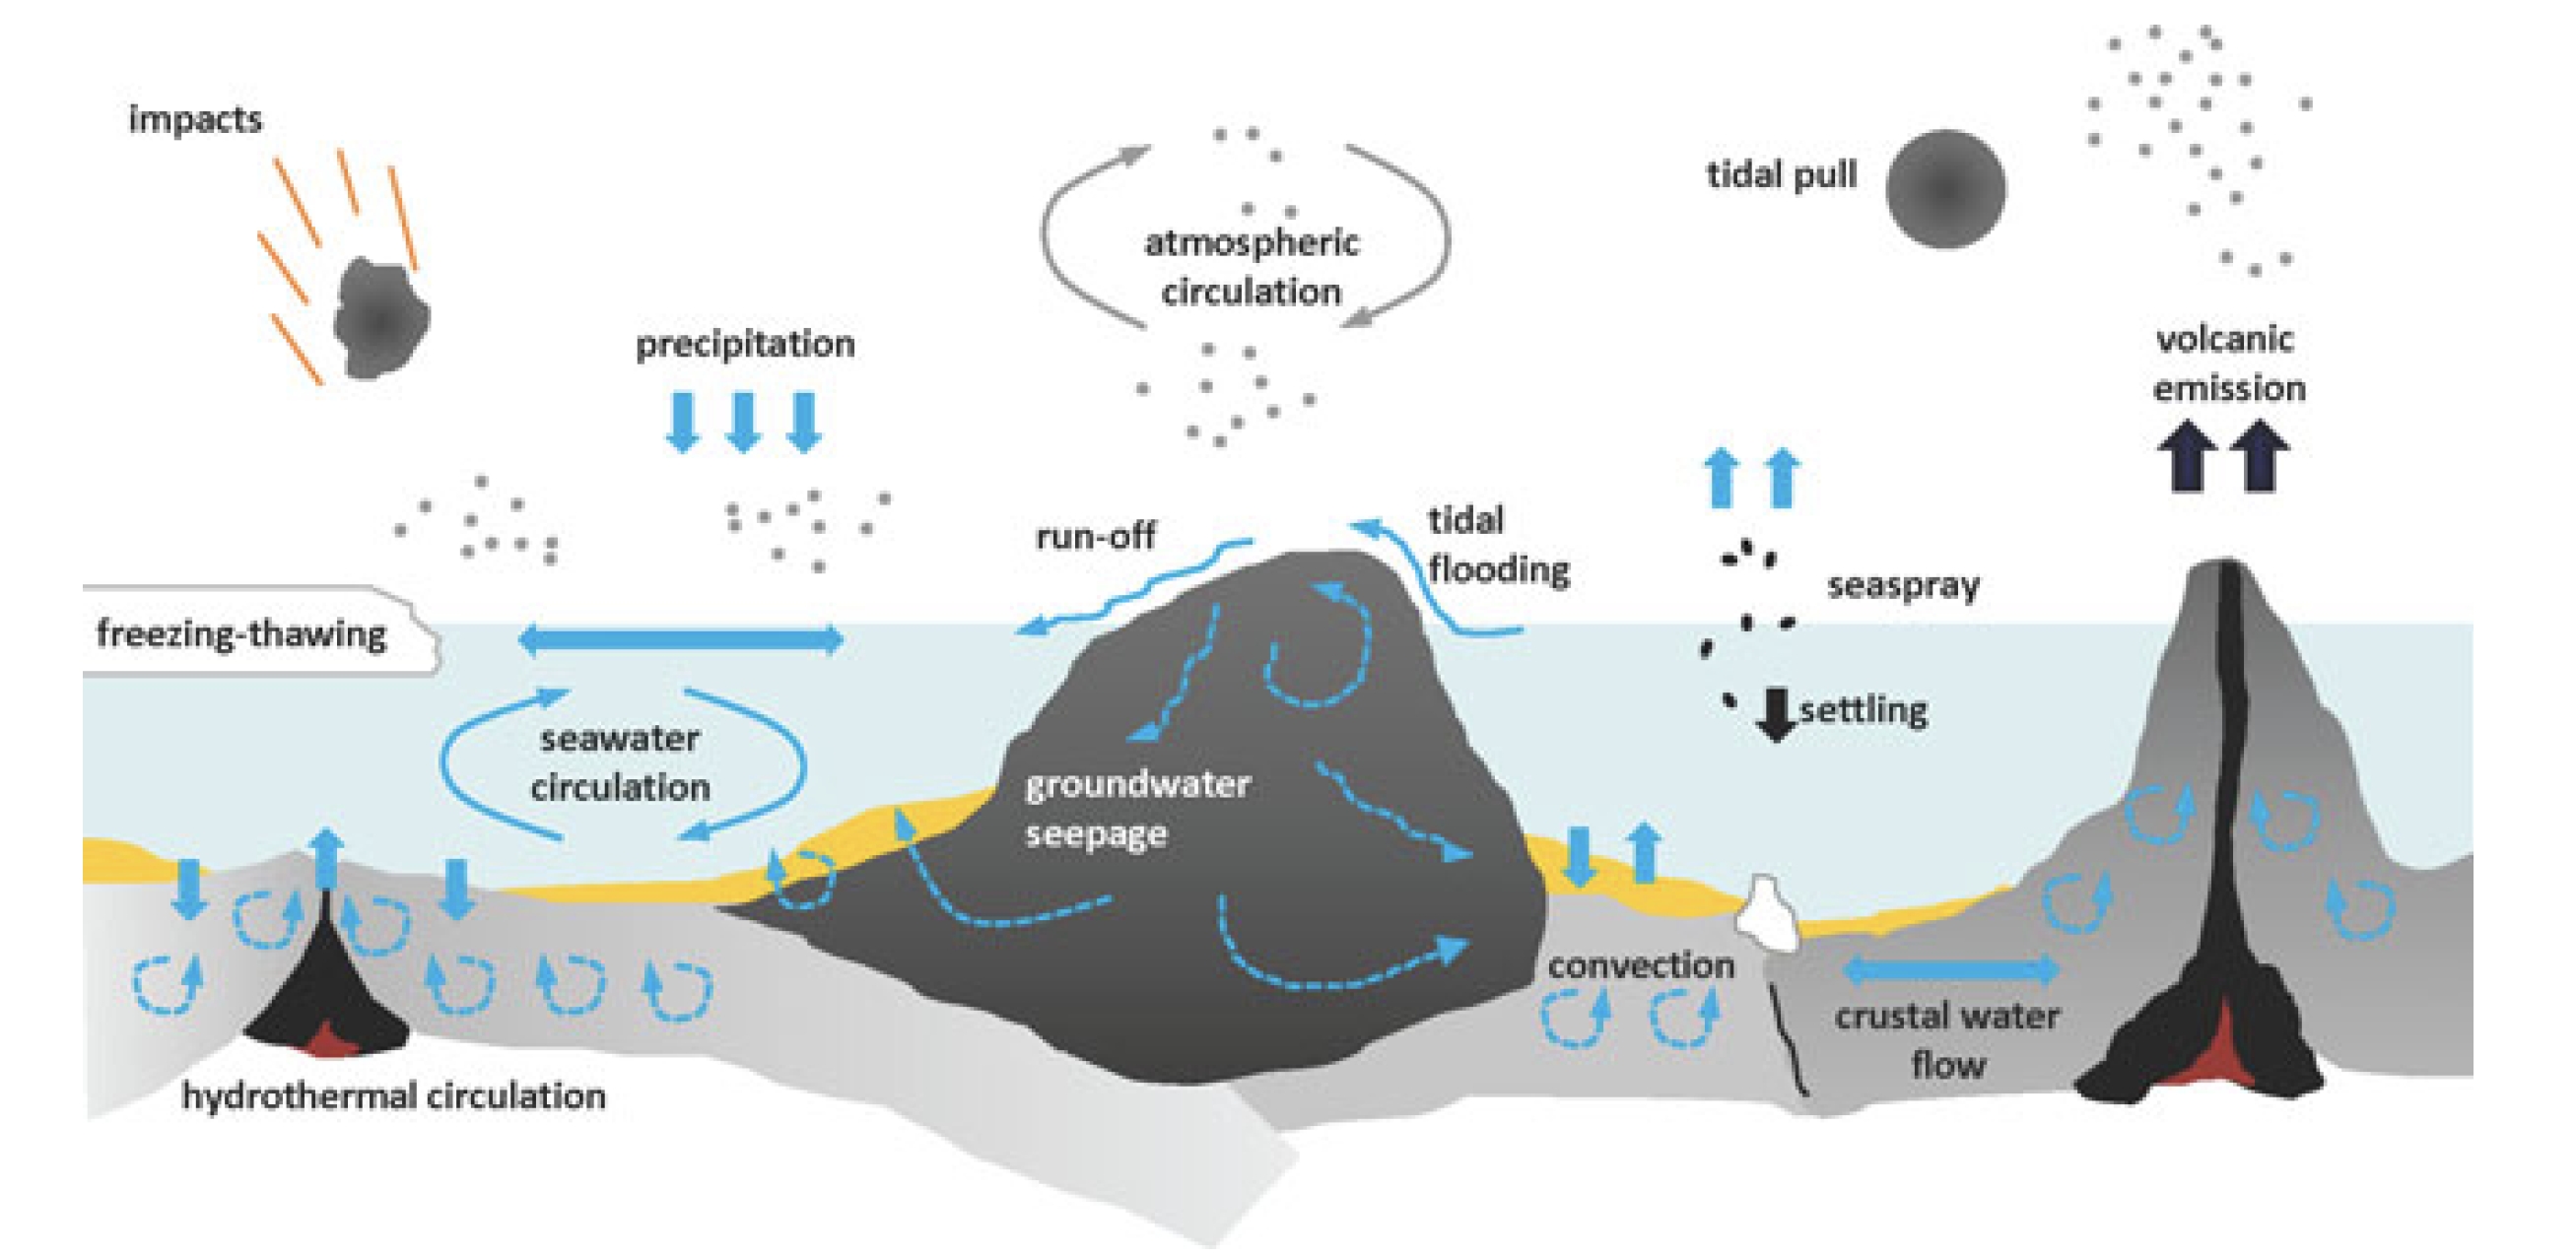 impacts
tidal pull
atmospheric
circulation
precipitation
volcanic
emission
run-off
tidal
flooding
seaspray
freezing-thawing
settling
seawater
circulation
groundwater
seepage
convection
crustal water
flow
hydrothermal circulation